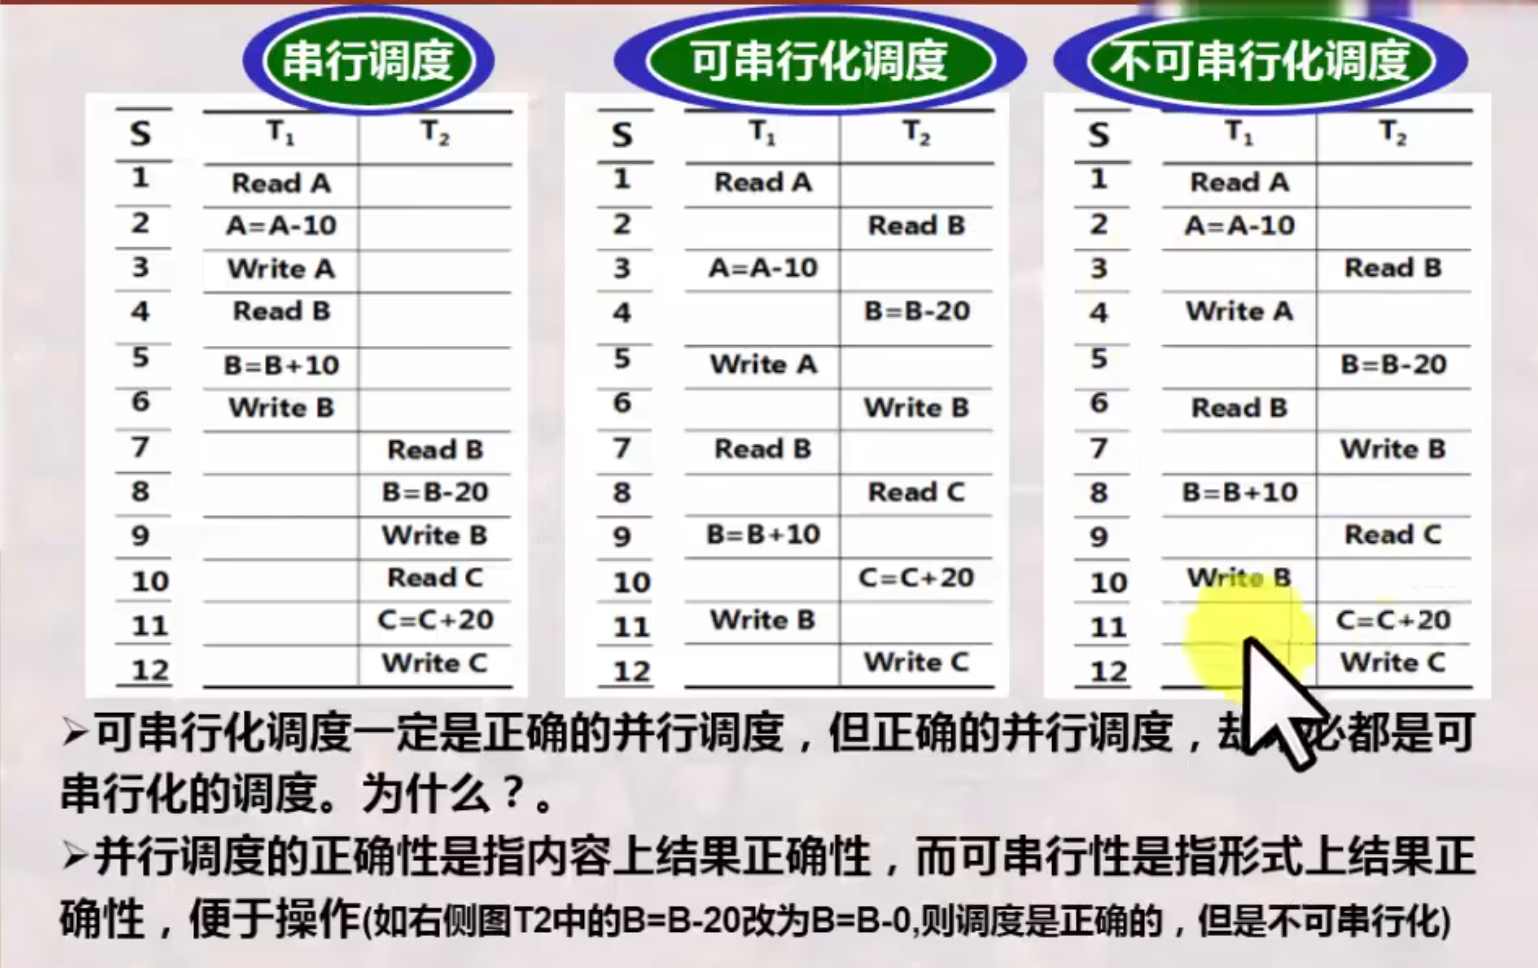 串行调度
可串行化调度
不可串行化调度
S T₁ T₂
1 Read A
2 A=A-10
3 Write A
4 Read B
5 B=B+10
6 Write B
7 Read B
8 B=B-20
9 Write B
10 Read C
11 C=C+20
12 Write C
S T₁ T₂
1 Read A
2 Read B
3 A=A-10
4 B=B-20
5 Write A
6 Write B
7 Read B
8 Read C
9 B=B+10
10 C=C+20
11 Write B
12 Write C
S T₁ T₂
1 Read A
2 A=A-10
3 Read B
4 Write A
5 B=B-20
6 Read B
7 Write B
8 B=B+10
9 Read C
10 Write B
11 C=C+20
12 Write C
➢可串行化调度一定是正确的并行调度，但正确的并行调度，却必都是可
串行化的调度。为什么？。
➢并行调度的正确性是指内容上结果正确性，而可串行性是指形式上结果正
确性，便于操作(如右侧图T2中的B=B-20改为B=B-0,则调度是正确的，但是不可串行化)